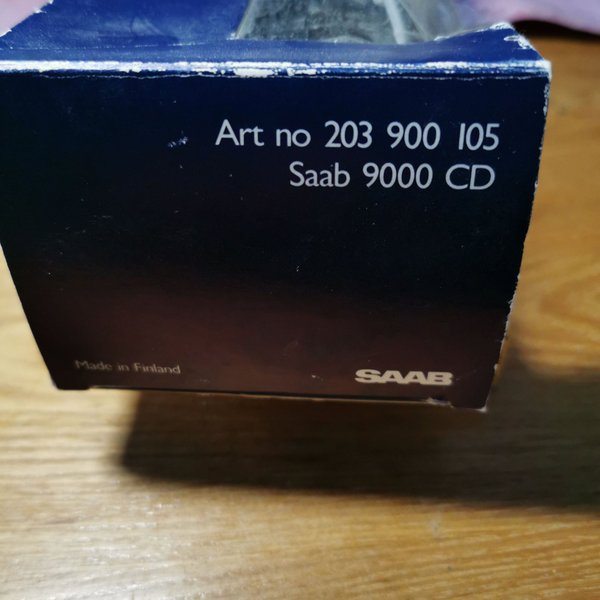 Art no 203 900 105
Saab 9000 CD
Made in Finland
SAAB